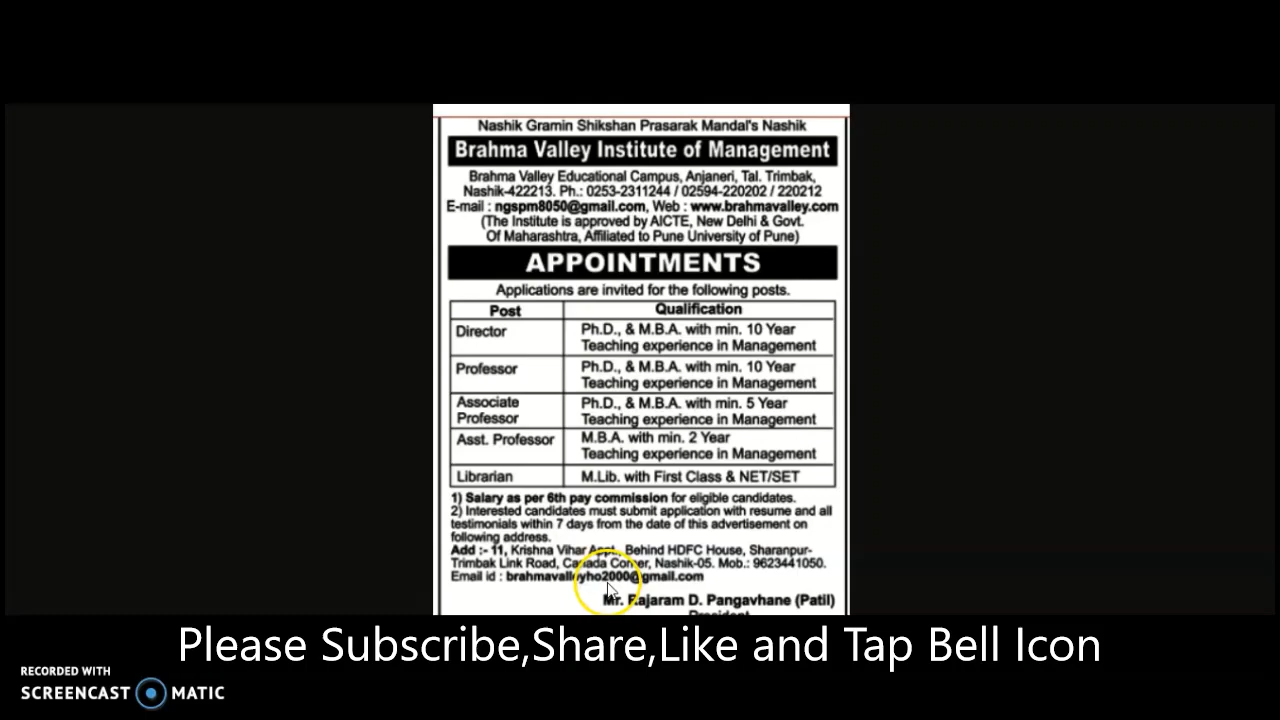 Nashik Gramin Shikshan Prasarak Mandal's Nashik
Brahma Valley Institute of Management
Brahma Valley Educational Campus, Anjaneri, Tal. Trimbak,
Nashik-422213. Ph.: 0253-2311244 / 02594-220202 / 220212
E-mail : ngspm8050@gmail.com, Web : www.brahmavalley.com
(The Institute is approved by AICTE, New Delhi & Govt.
Of Maharashtra, Affiliated to Pune University of Pune)
APPOINTMENTS
Applications are invited for the following posts.
Post Qualification
Director Ph.D., & M.B.A. with min. 10 Year
Teaching experience in Management
Professor Ph.D., & M.B.A. with min. 10 Year
Teaching experience in Management
Associate Ph.D., & M.B.A. with min. 5 Year
Professor Teaching experience in Management
Asst. Professor M.B.A. with min. 2 Year
Teaching experience in Management
Librarian M.Lib. with First Class & NET/SET
1) Salary as per 6th pay commission for eligible candidates.
2) Interested candidates must submit application with resume and all
testimonials within 7 days from the date of this advertisement on
following address.
Add :- 11, Krishna Vihar Appt., Behind HDFC House, Sharanpur-
Trimbak Link Road, Canada Corner, Nashik-05. Mob.: 9623441050.
Email id : brahmavalleyho2000@gmail.com
Mr. Rajaram D. Pangavhane (Patil)
President
Please Subscribe,Share,Like and Tap Bell Icon
RECORDED WITH
SCREENCAST MATIC